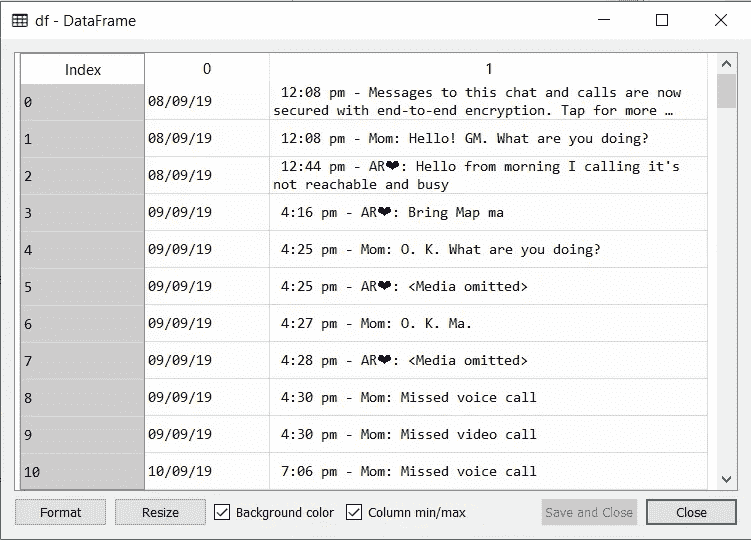 df - DataFrame
Index 0 1
0 08/09/19 12:08 pm - Messages to this chat and calls are now
secured with end-to-end encryption. Tap for more …
1 08/09/19 12:08 pm - Mom: Hello! GM. What are you doing?
2 08/09/19 12:44 pm - AR❤: Hello from morning I calling it's
not reachable and busy
3 09/09/19 4:16 pm - AR❤: Bring Map ma
4 09/09/19 4:25 pm - Mom: O. K. What are you doing?
5 09/09/19 4:25 pm - AR❤: <Media omitted>
6 09/09/19 4:27 pm - Mom: O. K. Ma.
7 09/09/19 4:28 pm - AR❤: <Media omitted>
8 09/09/19 4:30 pm - Mom: Missed voice call
9 09/09/19 4:30 pm - Mom: Missed video call
10 10/09/19 7:06 pm - Mom: Missed voice call
Format Resize Background color Column min/max Save and Close Close